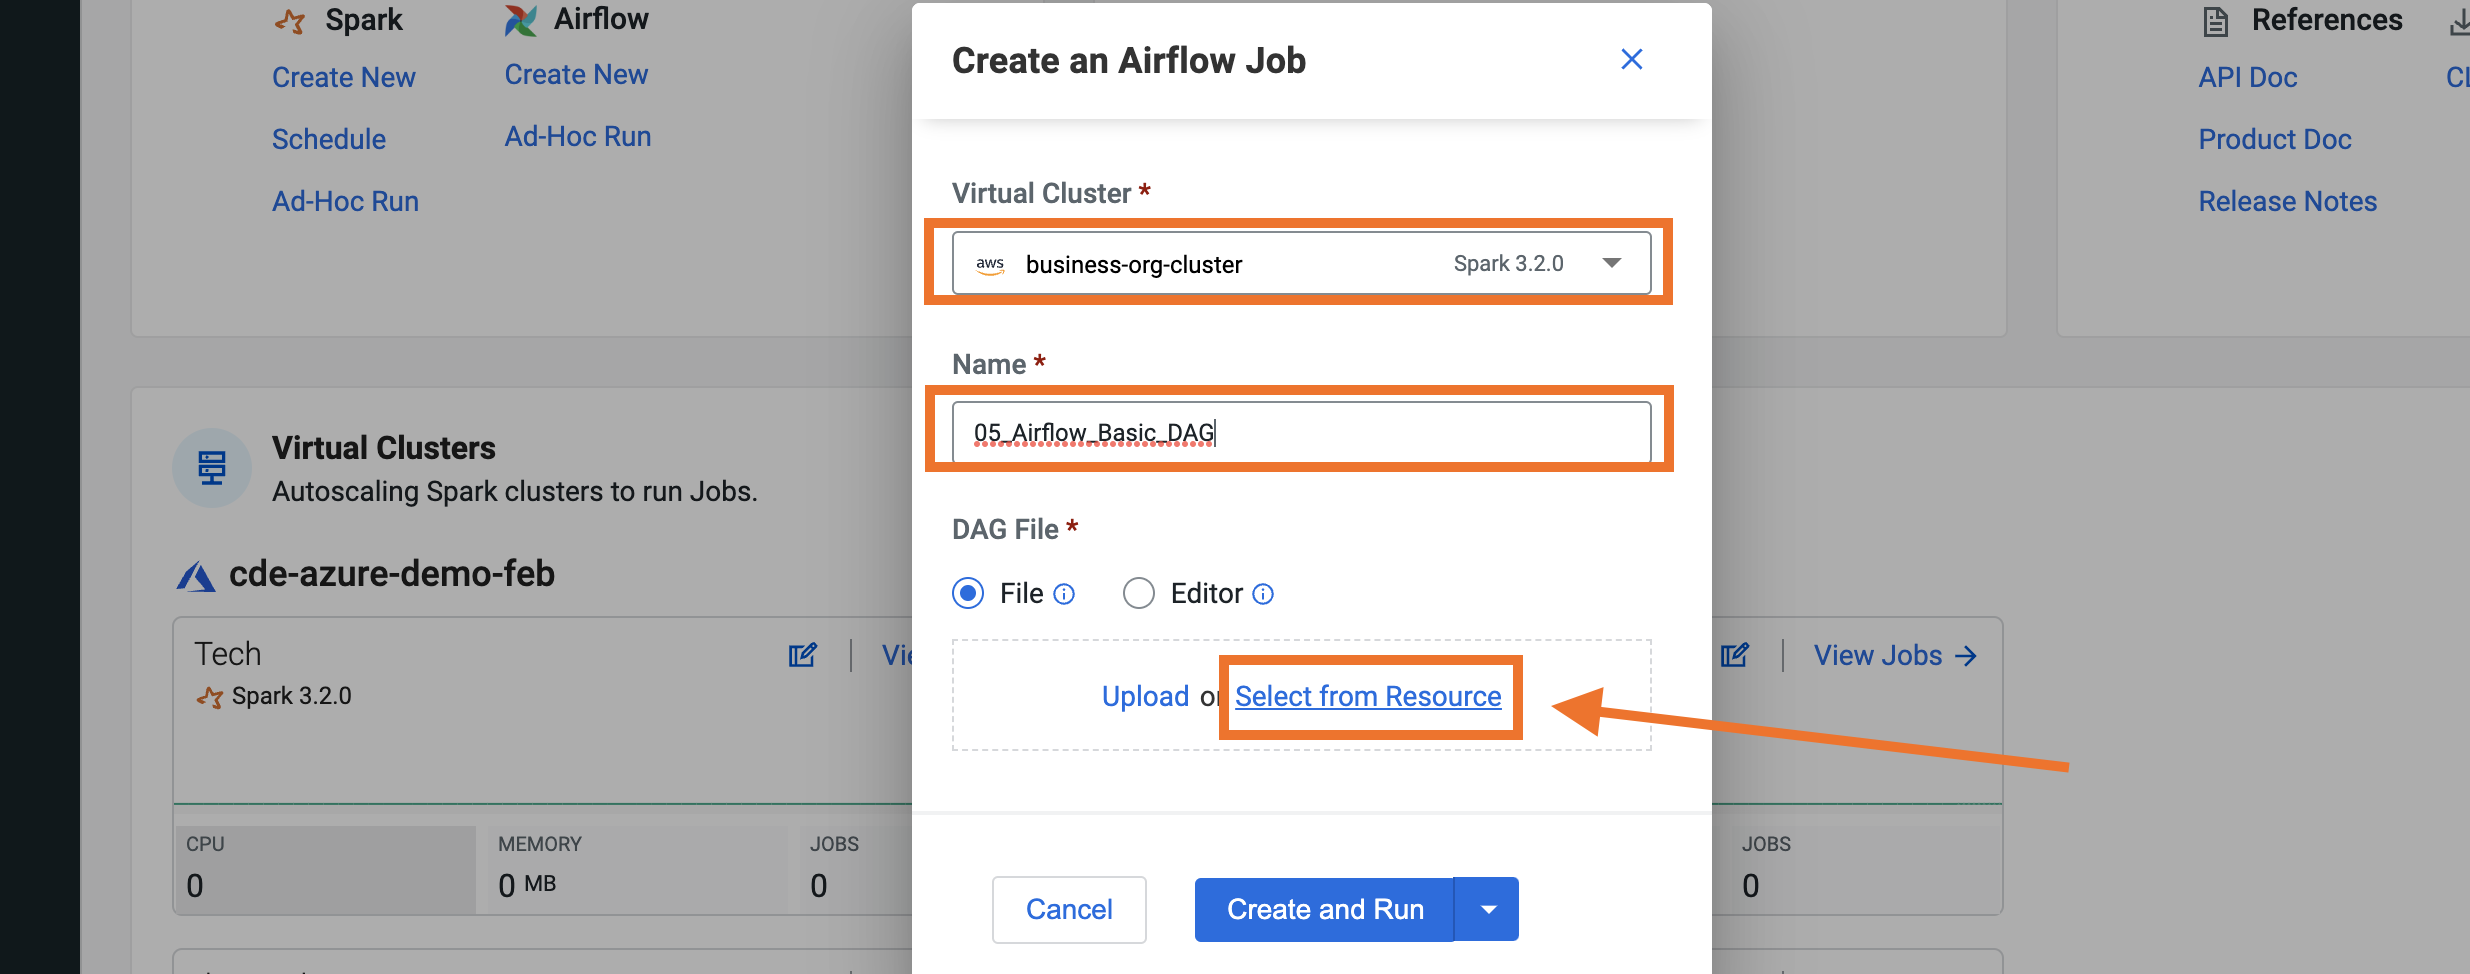 Spark
Create New
Schedule
Ad-Hoc Run
Airflow
Create New
Ad-Hoc Run
References
API Doc
Product Doc
Release Notes
Virtual Clusters
Autoscaling Spark clusters to run Jobs.
cde-azure-demo-feb
Tech
Spark 3.2.0
CPU
0
MEMORY
0 MB
JOBS
0
View Jobs
JOBS
0
Create an Airflow Job
Virtual Cluster *
aws business-org-cluster Spark 3.2.0
Name *
05_Airflow_Basic_DAG
DAG File *
File Editor
Upload or Select from Resource
Cancel Create and Run